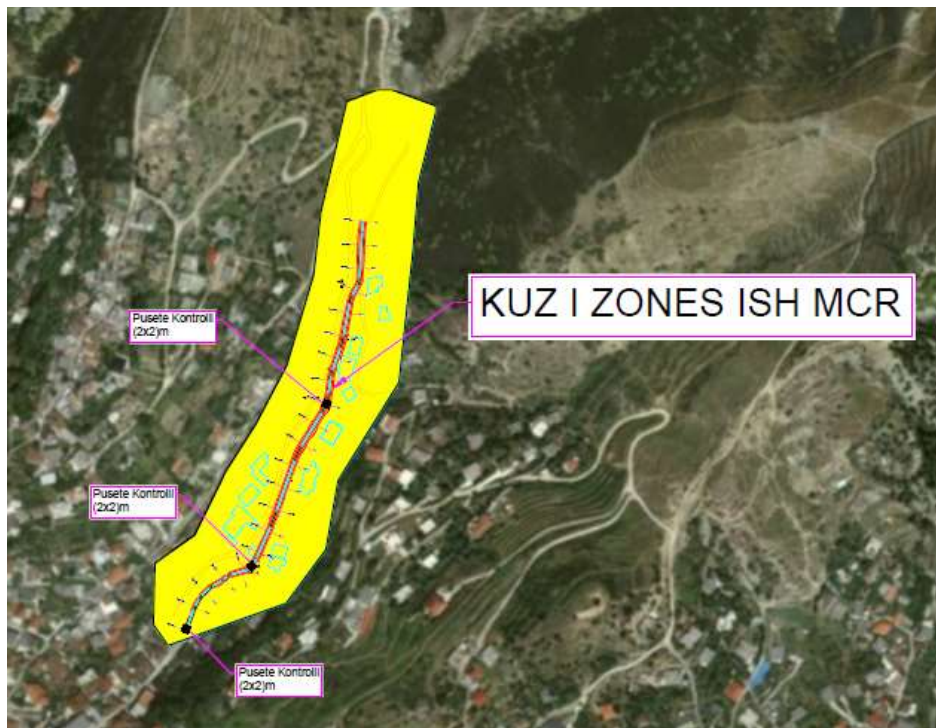 KUZ I ZONES ISH MCR
Pusete Kontrolli
(2x2)m
Pusete Kontrolli
(2x2)m
Pusete Kontrolli
(2x2)m